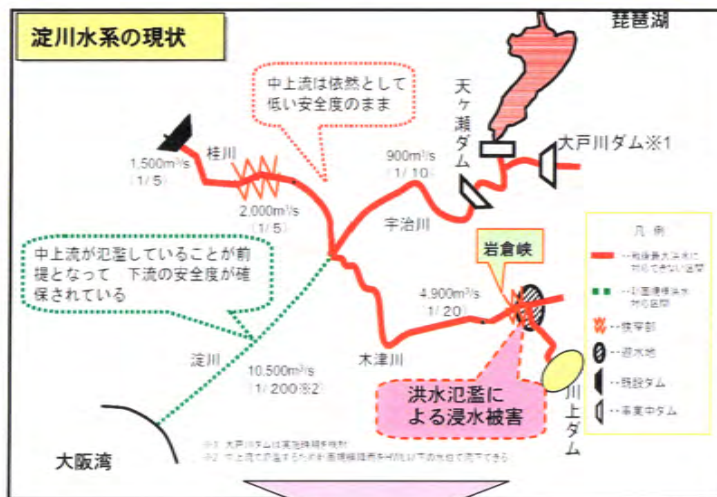 淀川水系の現状
琵琶湖
中上流は依然として
低い安全度のまま
天ヶ瀬ダム
大戸川ダム※1
桂川
1,500m³/s
(1/5)
900m³/s
(1/10)
2,000m³/s
(1/5)
宇治川
中上流が氾濫していることが前
提となって 下流の安全度が確
保されている
岩倉峡
凡例
狭窄部
遊水地
既設ダム
事業中ダム
4,900m³/s
(1/20)
淀川
木津川
10,500m³/s
(1/200※2)
洪水氾濫に
よる浸水被害
川上ダム
大阪湾